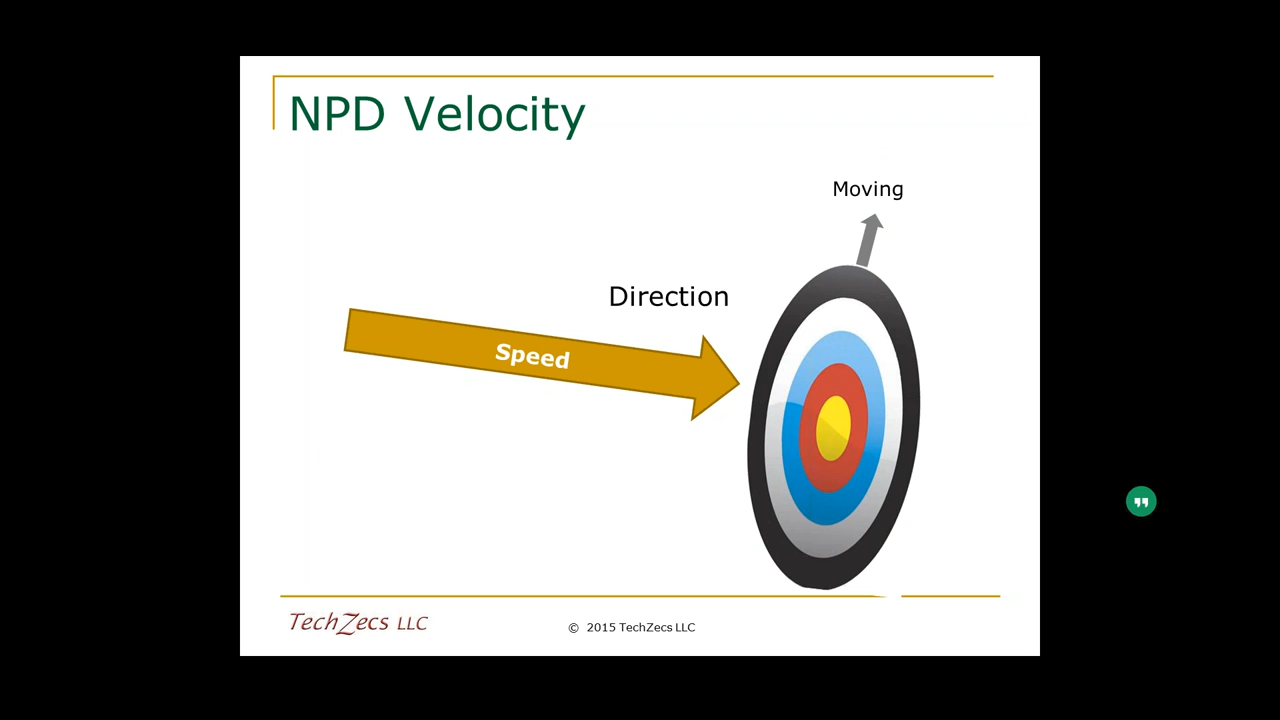 NPD Velocity
Moving
Direction
Speed
TechZecs LLC
© 2015 TechZecs LLC